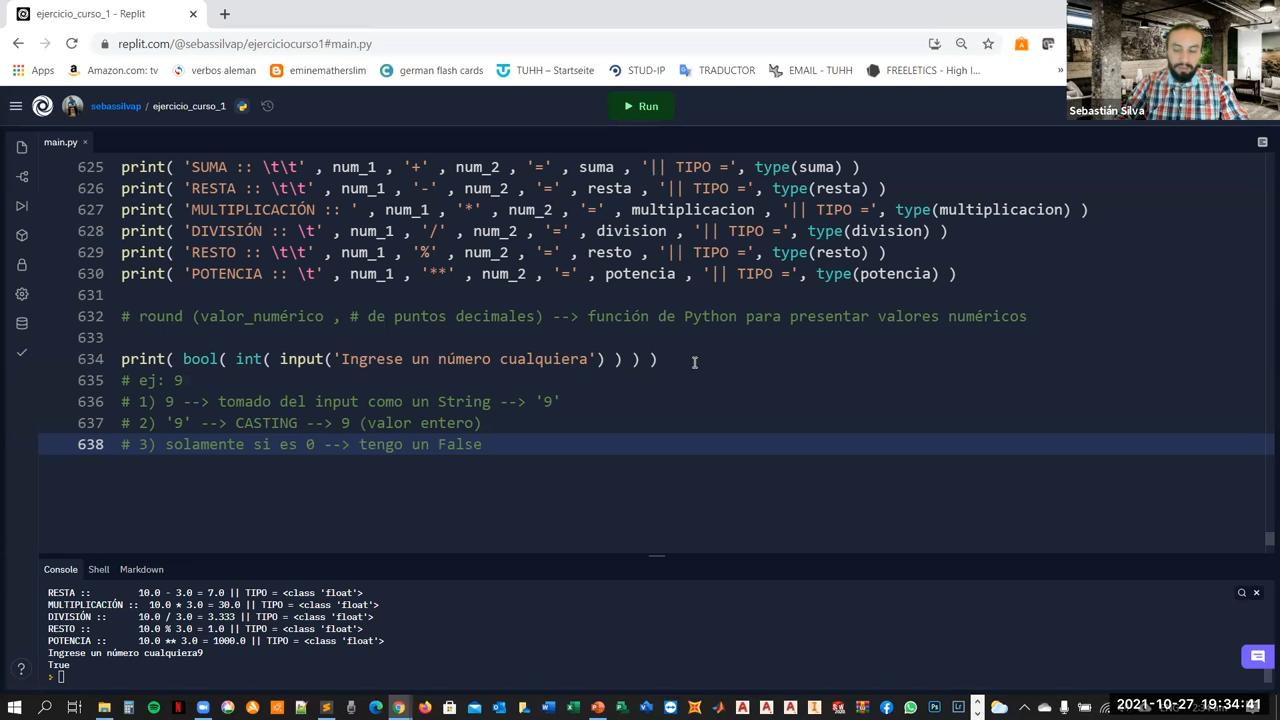 ejercicio_curso_1 - Replit
replit.com/@sebassilvap/ejerciciocurso1#main.py
Apps Amazon.com: tv verbos aleman eminematherslim german flash cards TUHH – Startseite STUD-IP TRADUCTOR EMAIL - TUHH FREELETICS - High I... »
Sebastián Silva
sebassilvap / ejercicio_curso_1
Run
main.py
625 print( 'SUMA :: \t\t' , num_1 , '+' , num_2 , '=' , suma , '|| TIPO =', type(suma) )
626 print( 'RESTA :: \t\t' , num_1 , '-' , num_2 , '=' , resta , '|| TIPO =', type(resta) )
627 print( 'MULTIPLICACIÓN :: ' , num_1 , '*' , num_2 , '=' , multiplicacion , '|| TIPO =', type(multiplicacion) )
628 print( 'DIVISIÓN :: \t' , num_1 , '/' , num_2 , '=' , division , '|| TIPO =', type(division) )
629 print( 'RESTO :: \t\t' , num_1 , '%' , num_2 , '=' , resto , '|| TIPO =', type(resto) )
630 print( 'POTENCIA :: \t' , num_1 , '**' , num_2 , '=' , potencia , '|| TIPO =', type(potencia) )
631
632 # round (valor_numérico , # de puntos decimales) --> función de Python para presentar valores numéricos
633
634 print( bool( int( input('Ingrese un número cualquiera') ) ) )
635 # ej: 9
636 # 1) 9 --> tomado del input como un String --> '9'
637 # 2) '9' --> CASTING --> 9 (valor entero)
638 # 3) solamente si es 0 --> tengo un False
Console Shell Markdown
RESTA :: 10.0 - 3.0 = 7.0 || TIPO = <class 'float'>
MULTIPLICACIÓN :: 10.0 * 3.0 = 30.0 || TIPO = <class 'float'>
DIVISIÓN :: 10.0 / 3.0 = 3.333 || TIPO = <class 'float'>
RESTO :: 10.0 % 3.0 = 1.0 || TIPO = <class 'float'>
POTENCIA :: 10.0 ** 3.0 = 1000.0 || TIPO = <class 'float'>
Ingrese un número cualquiera9
True
2021-10-27 19:34:41